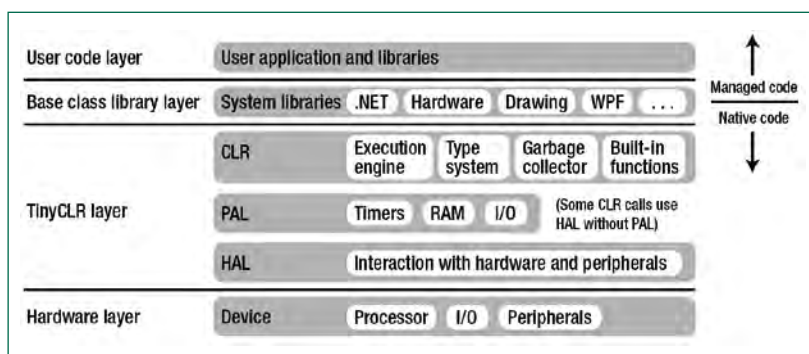 User code layer
User application and libraries
Managed code
Native code
Base class library layer
System libraries .NET Hardware Drawing WPF ...
TinyCLR layer
CLR
Execution engine
Type system
Garbage collector
Built-in functions
PAL
Timers RAM I/O
(Some CLR calls use
HAL without PAL)
HAL
Interaction with hardware and peripherals
Hardware layer
Device
Processor I/O Peripherals